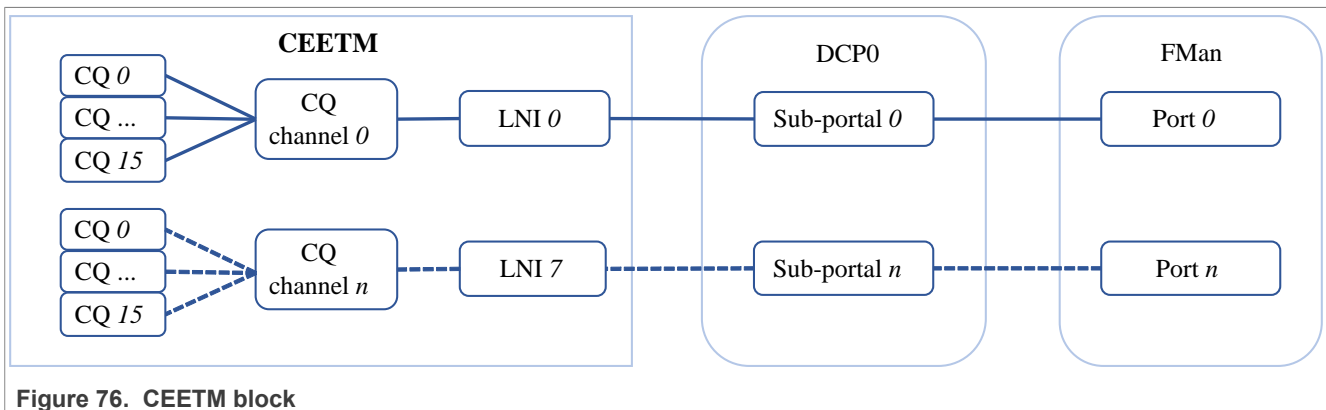 CEETM
DCP0
FMan
CQ 0
CQ ...
CQ 15
CQ
channel 0
LNI 0
Sub-portal 0
Port 0
CQ 0
CQ ...
CQ 15
CQ
channel n
LNI 7
Sub-portal n
Port n
Figure 76. CEETM block